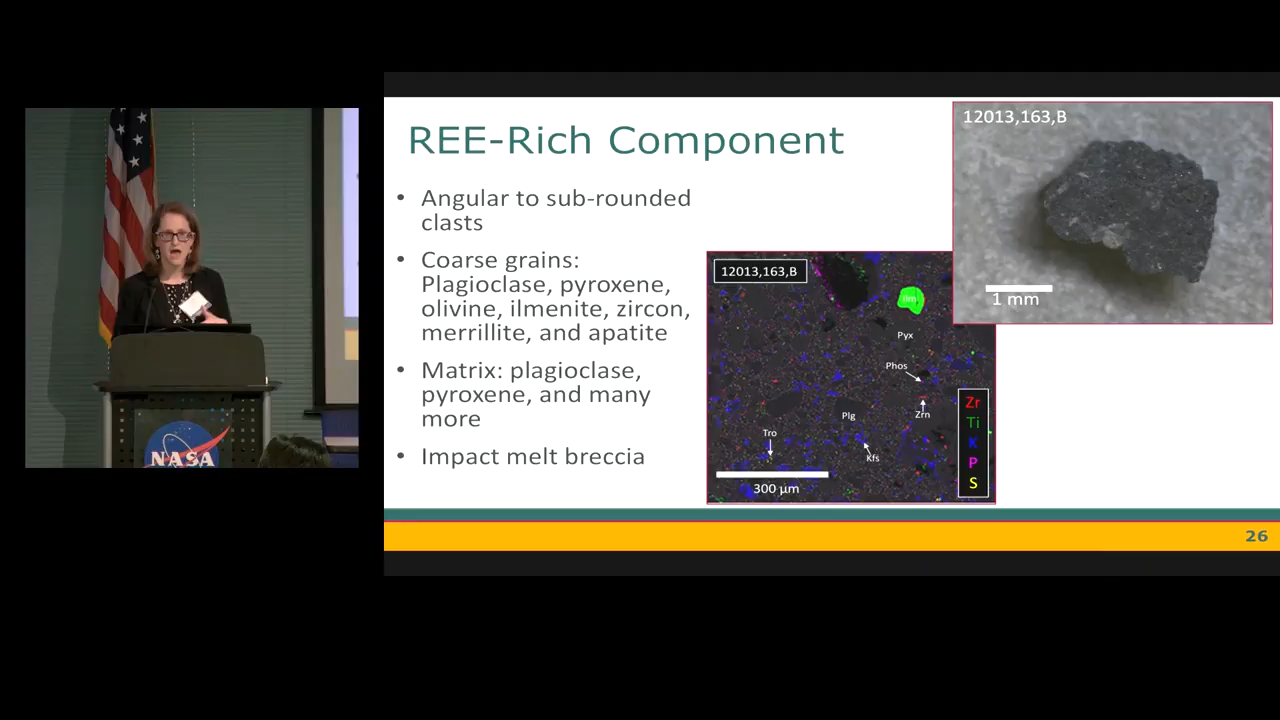 REE-Rich Component
• Angular to sub-rounded
clasts
• Coarse grains:
Plagioclase, pyroxene,
olivine, ilmenite, zircon,
merrillite, and apatite
• Matrix: plagioclase,
pyroxene, and many
more
• Impact melt breccia
12013,163,B
1 mm
12013,163,B
Ilm
Pyx
Phos
Zrn
Plg
Tro
Kfs
300 µm
Zr
Ti
K
P
S
26
NASA